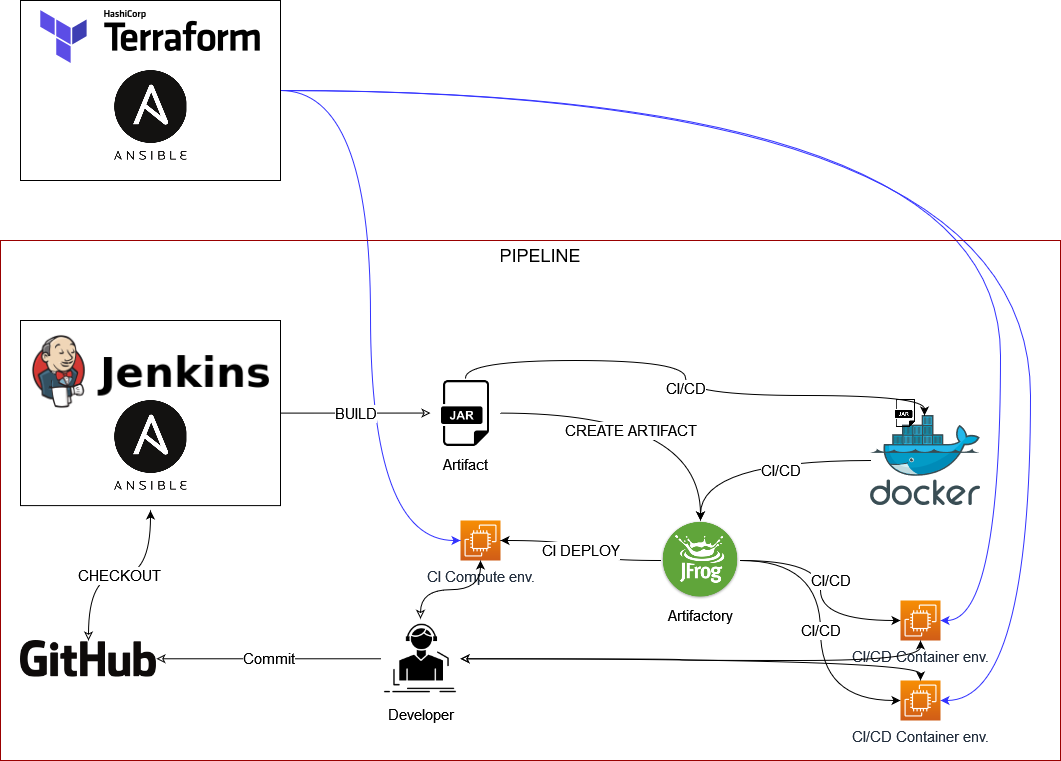 HashiCorp
Terraform
ANSIBLE
PIPELINE
Jenkins
ANSIBLE
BUILD
JAR
Artifact
CI/CD
CREATE ARTIFACT
JAR
docker
CI/CD
CI DEPLOY
CI Compute env.
JFrog
Artifactory
CI/CD
CI/CD
CHECKOUT
GitHub
Commit
Developer
CI/CD Container env.
CI/CD Container env.